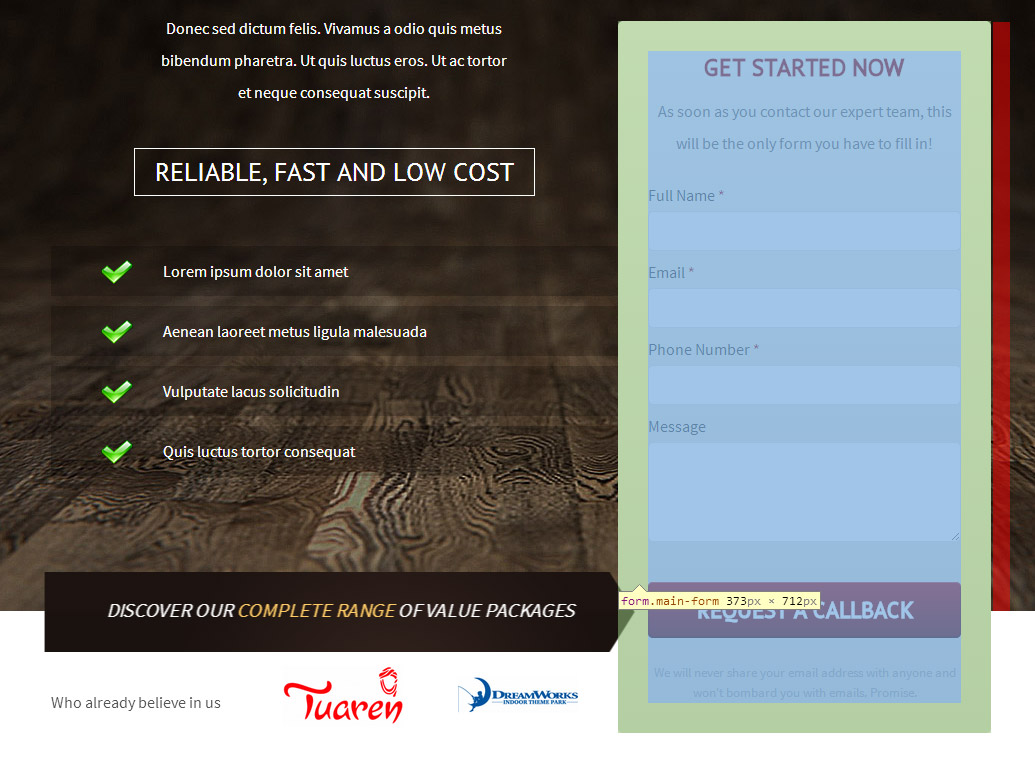 Donec sed dictum felis. Vivamus a odio quis metus
bibendum pharetra. Ut quis luctus eros. Ut ac tortor
et neque consequat suscipit.
RELIABLE, FAST AND LOW COST
Lorem ipsum dolor sit amet
Aenean laoreet metus ligula malesuada
Vulputate lacus solicitudin
Quis luctus tortor consequat
DISCOVER OUR COMPLETE RANGE OF VALUE PACKAGES
Who already believe in us
Tuareg
DREAMWORKS
INDOOR THEME PARK
GET STARTED NOW
As soon as you contact our expert team, this
will be the only form you have to fill in!
Full Name *
Email *
Phone Number *
Message
form.main-form 373px × 712px
REQUEST A CALLBACK
We will never share your email address with anyone and
won't bombard you with emails. Promise.